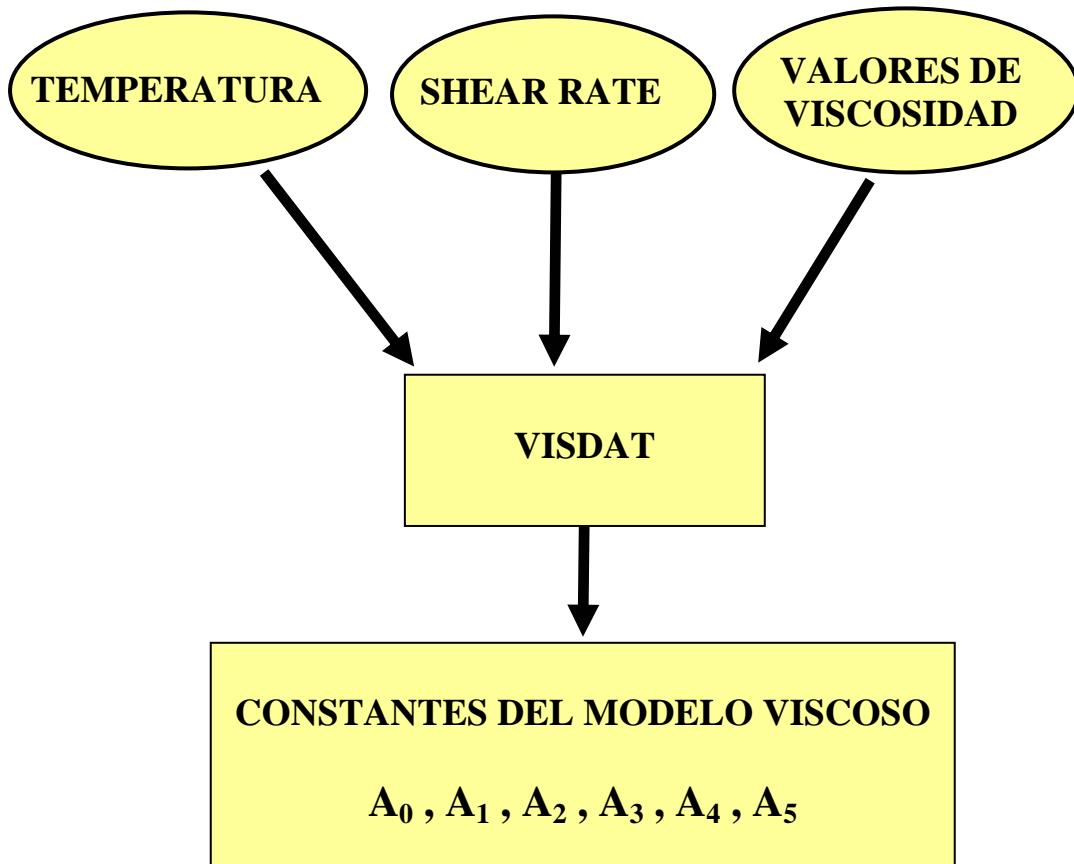 TEMPERATURA
SHEAR RATE
VALORES DE
VISCOSIDAD
VISDAT
CONSTANTES DEL MODELO VISCOSO
A₀ , A₁ , A₂ , A₃ , A₄ , A₅